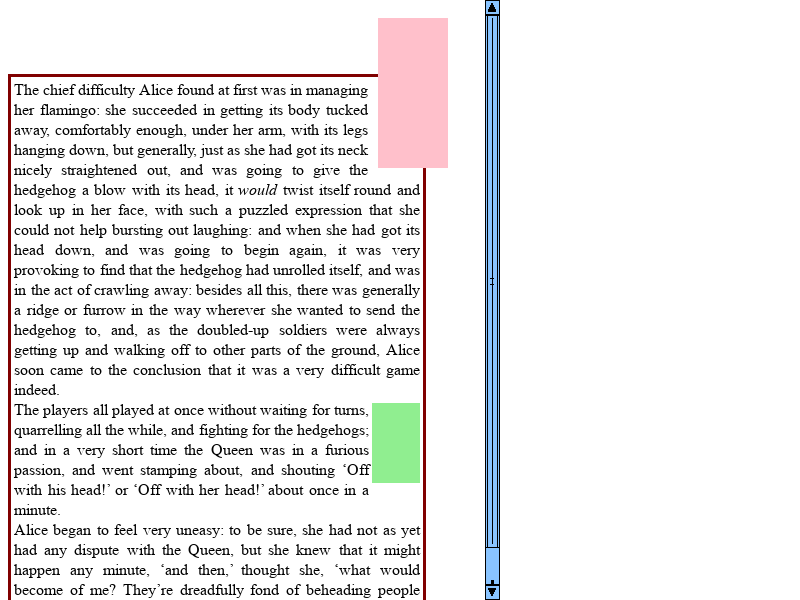 The chief difficulty Alice found at first was in managing
her flamingo: she succeeded in getting its body tucked
away, comfortably enough, under her arm, with its legs
hanging down, but generally, just as she had got its neck
nicely straightened out, and was going to give the
hedgehog a blow with its head, it would twist itself round and
look up in her face, with such a puzzled expression that she
could not help bursting out laughing: and when she had got its
head down, and was going to begin again, it was very
provoking to find that the hedgehog had unrolled itself, and was
in the act of crawling away: besides all this, there was generally
a ridge or furrow in the way wherever she wanted to send the
hedgehog to, and, as the doubled-up soldiers were always
getting up and walking off to other parts of the ground, Alice
soon came to the conclusion that it was a very difficult game
indeed.
The players all played at once without waiting for turns,
quarrelling all the while, and fighting for the hedgehogs;
and in a very short time the Queen was in a furious
passion, and went stamping about, and shouting ‘Off
with his head!’ or ‘Off with her head!’ about once in a
minute.
Alice began to feel very uneasy: to be sure, she had not as yet
had any dispute with the Queen, but she knew that it might
happen any minute, ‘and then,’ thought she, ‘what would
become of me? They’re dreadfully fond of beheading people